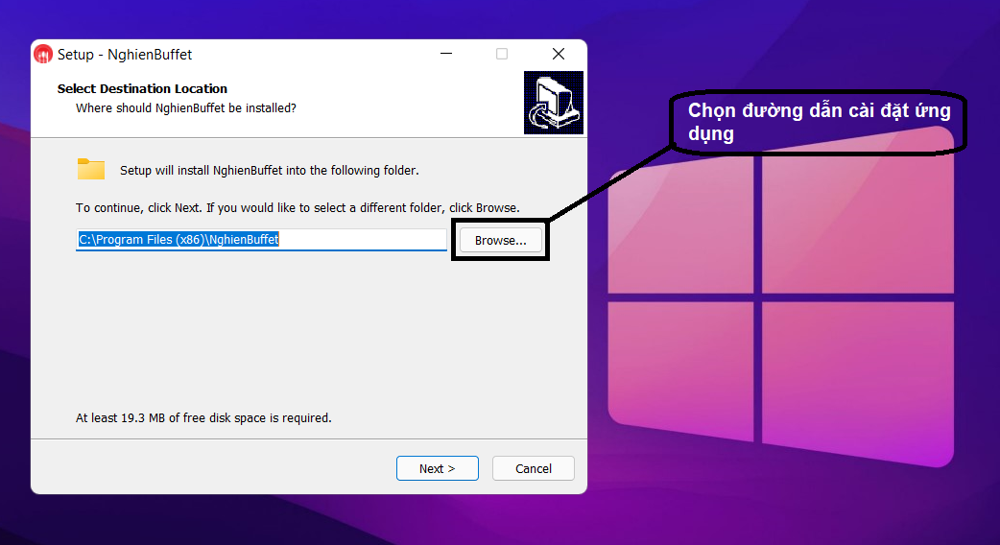 Setup - NghienBuffet
Select Destination Location
Where should NghienBuffet be installed?
Chọn đường dẫn cài đặt ứng
dụng
Setup will install NghienBuffet into the following folder.
To continue, click Next. If you would like to select a different folder, click Browse.
C:\Program Files (x86)\NghienBuffet
Browse...
At least 19.3 MB of free disk space is required.
Next >
Cancel